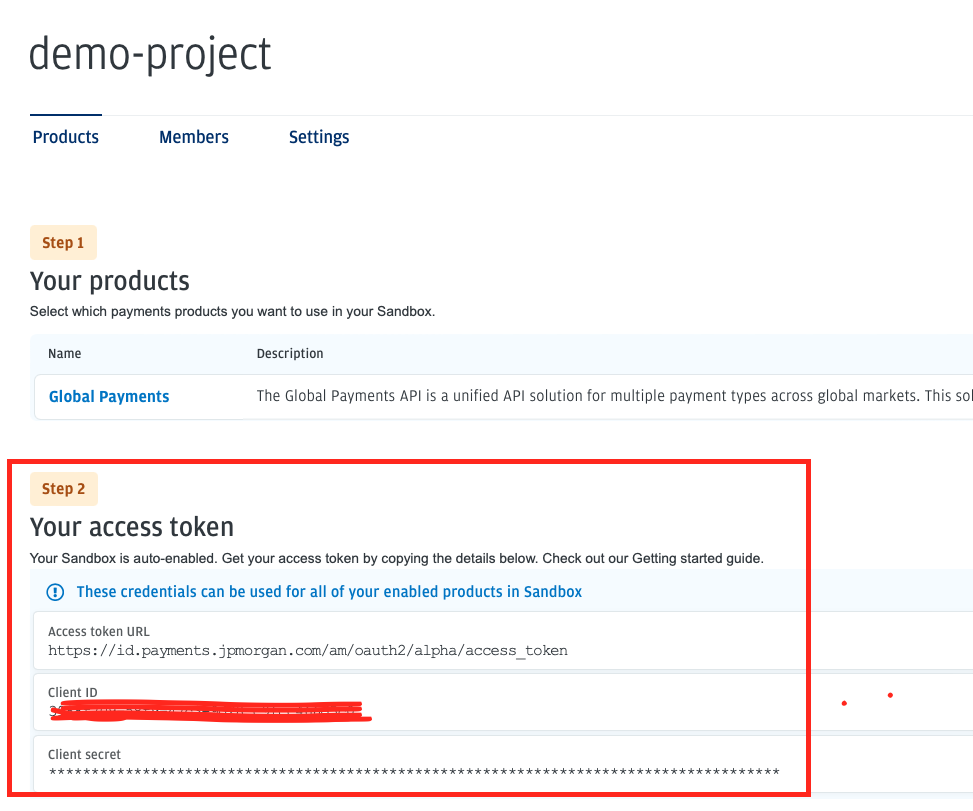 demo-project
Products Members Settings
Step 1
Your products
Select which payments products you want to use in your Sandbox.
Name Description
Global Payments The Global Payments API is a unified API solution for multiple payment types across global markets. This
Step 2
Your access token
Your Sandbox is auto-enabled. Get your access token by copying the details below. Check out our Getting started guide.
These credentials can be used for all of your enabled products in Sandbox
Access token URL
https://id.payments.jpmorgan.com/am/oauth2/alpha/access_token
Client ID
Client secret
****************************************************************************************